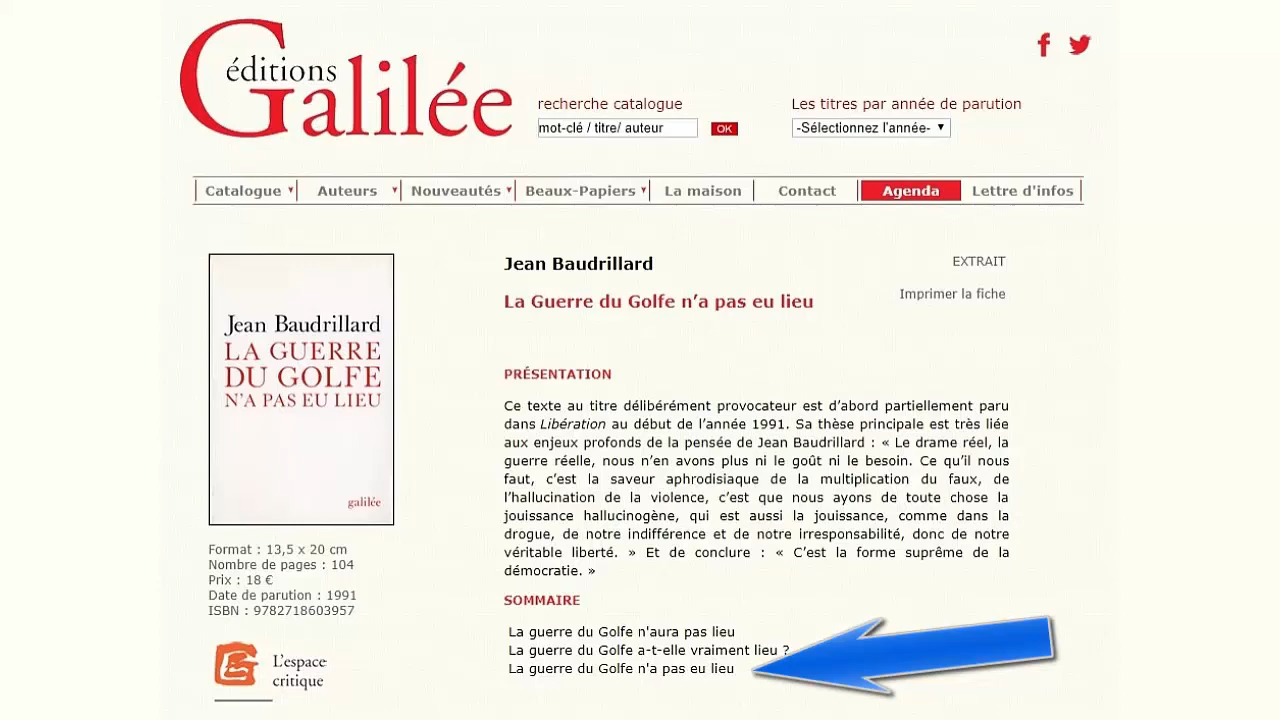 éditions
Galilée
recherche catalogue
mot-clé / titre/ auteur
OK
Les titres par année de parution
-Sélectionnez l'année-
Catalogue
Auteurs
Nouveautés
Beaux-Papiers
La maison
Contact
Agenda
Lettre d'infos
Jean Baudrillard
LA GUERRE
DU GOLFE
N'A PAS EU LIEU
galilée
Format : 13,5 x 20 cm
Nombre de pages : 104
Prix : 18 €
Date de parution : 1991
ISBN : 9782718603957
L'espace
critique
Jean Baudrillard
EXTRAIT
La Guerre du Golfe n’a pas eu lieu
Imprimer la fiche
PRÉSENTATION
Ce texte au titre délibérément provocateur est d’abord partiellement paru
dans Libération au début de l’année 1991. Sa thèse principale est très liée
aux enjeux profonds de la pensée de Jean Baudrillard : « Le drame réel, la
guerre réelle, nous n’en avons plus ni le goût ni le besoin. Ce qu’il nous
faut, c’est la saveur aphrodisiaque de la multiplication du faux, de
l’hallucination de la violence, c’est que nous ayons de toute chose la
jouissance hallucinogène, qui est aussi la jouissance, comme dans la
drogue, de notre indifférence et de notre irresponsabilité, donc de notre
véritable liberté. » Et de conclure : « C’est la forme suprême de la
démocratie. »
SOMMAIRE
La guerre du Golfe n'aura pas lieu
La guerre du Golfe a-t-elle vraiment lieu ?
La guerre du Golfe n'a pas eu lieu